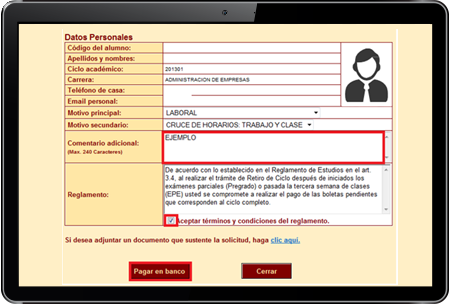 Datos Personales
Código del alumno:
Apellidos y nombres:
Ciclo académico: 201301
Carrera: ADMINISTRACION DE EMPRESAS
Teléfono de casa:
Email personal:
Motivo principal: LABORAL
Motivo secundario: CRUCE DE HORARIOS: TRABAJO Y CLASE
Comentario adicional: EJEMPLO
(Max. 240 Caracteres)
Reglamento:
De acuerdo con lo establecido en el Reglamento de Estudios en el art.
3.4, al realizar el trámite de Retiro de Ciclo después de iniciados los
exámenes parciales (Pregrado) o pasada la tercera semana de clases
(EPE) usted se compromete a realizar el pago de las boletas pendientes
que corresponden al ciclo completo.
Aceptar términos y condiciones del reglamento.
Si desea adjuntar un documento que sustente la solicitud, haga clic aqui.
Pagar en banco
Cerrar